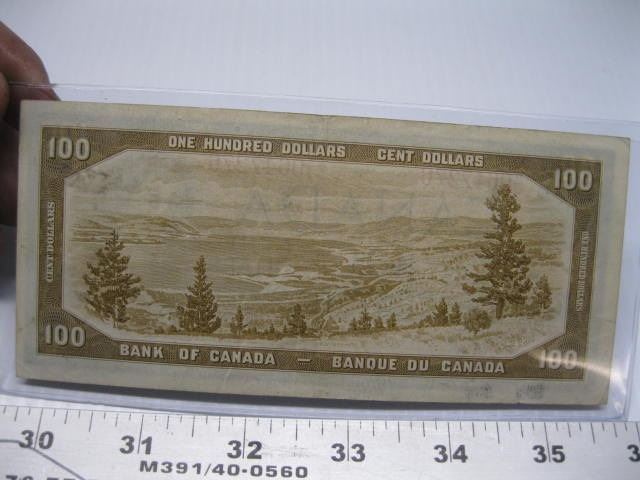 100 ONE HUNDRED DOLLARS CENT DOLLARS 100
CENT DOLLARS
ONE HUNDRED DOLLARS
100 BANK OF CANADA — BANQUE DU CANADA 100
30 31 32 33 34 35
M391/40-0560